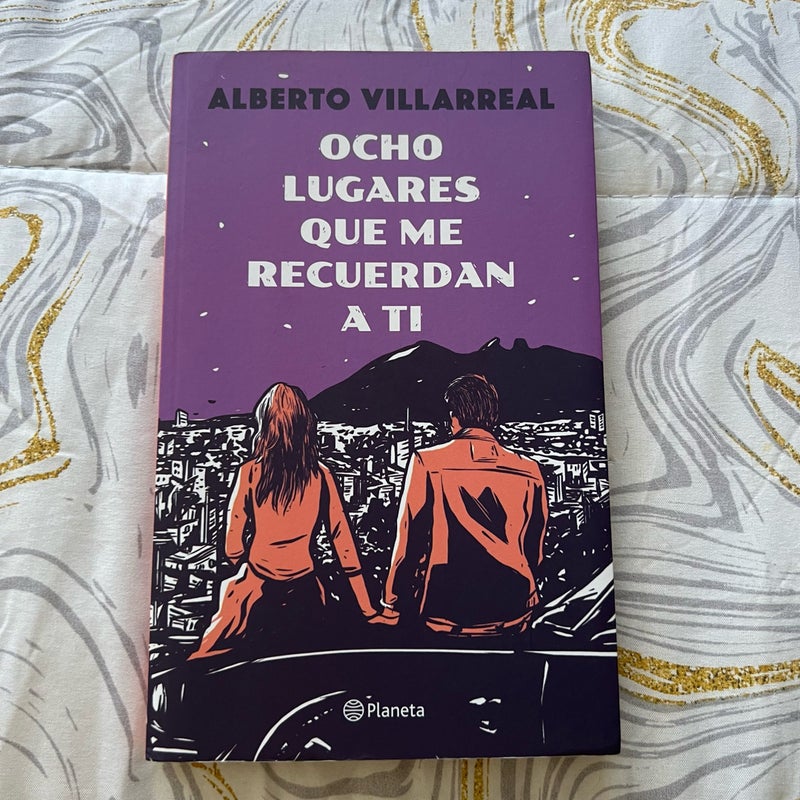 ALBERTO VILLARREAL
OCHO
LUGARES
QUE ME
RECUERDAN
A TI
Planeta